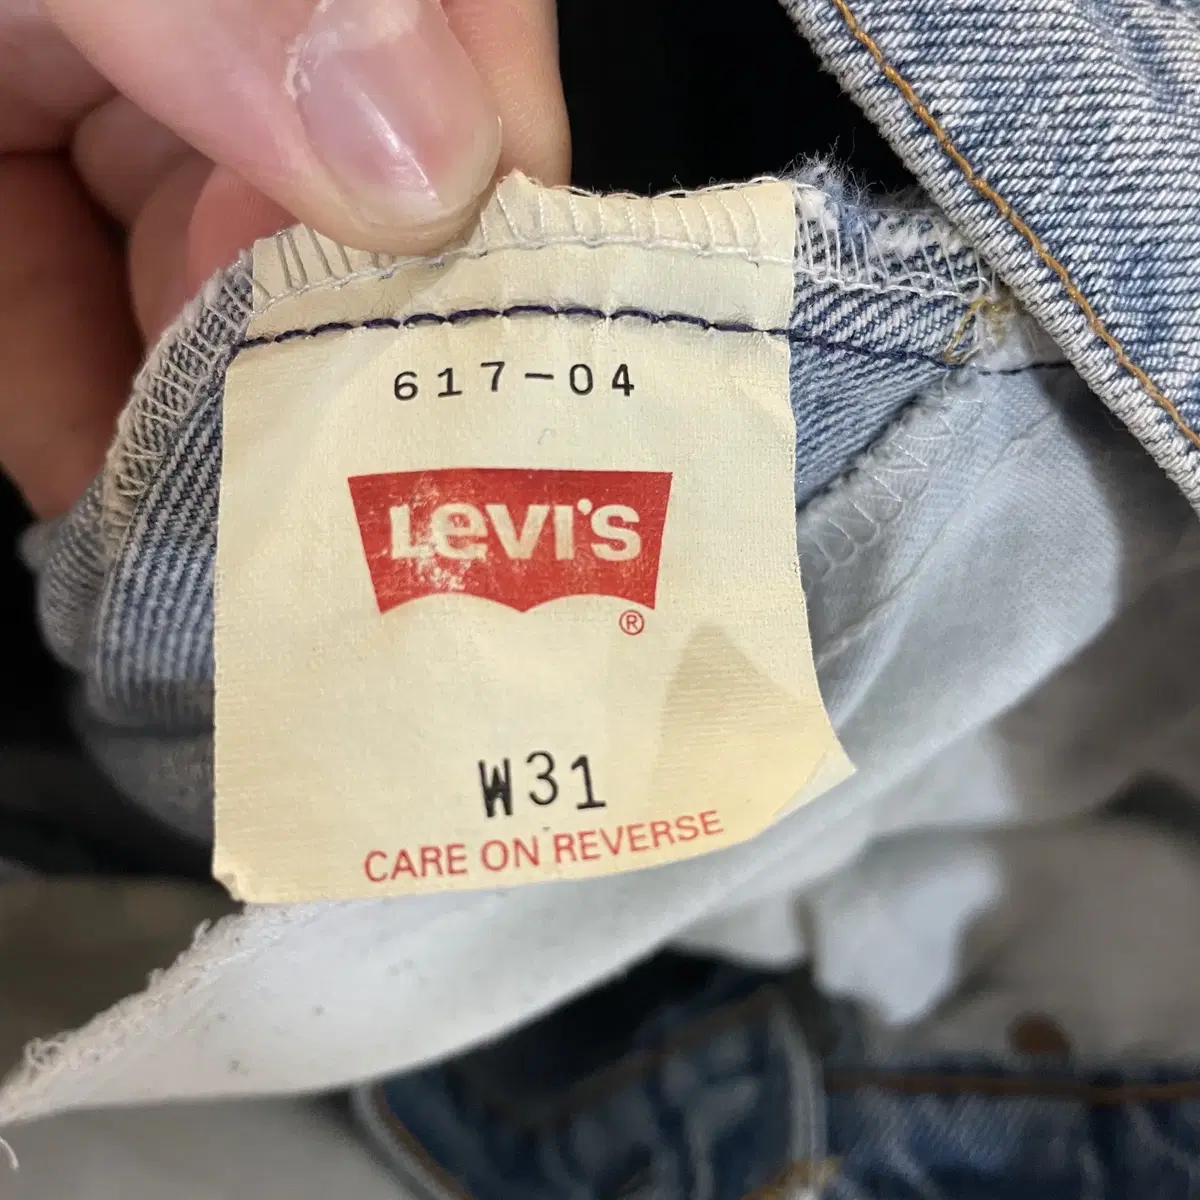 617-04
Levi's
®
W31
CARE ON REVERSE